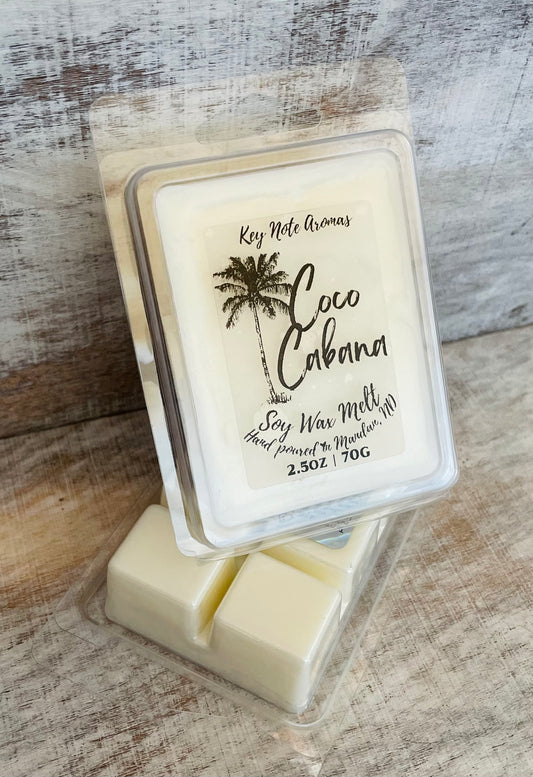 Key Note Aromas
Coco
Cabana
Soy Wax Melt
Hand poured in Mandan, ND
2.5OZ | 70G